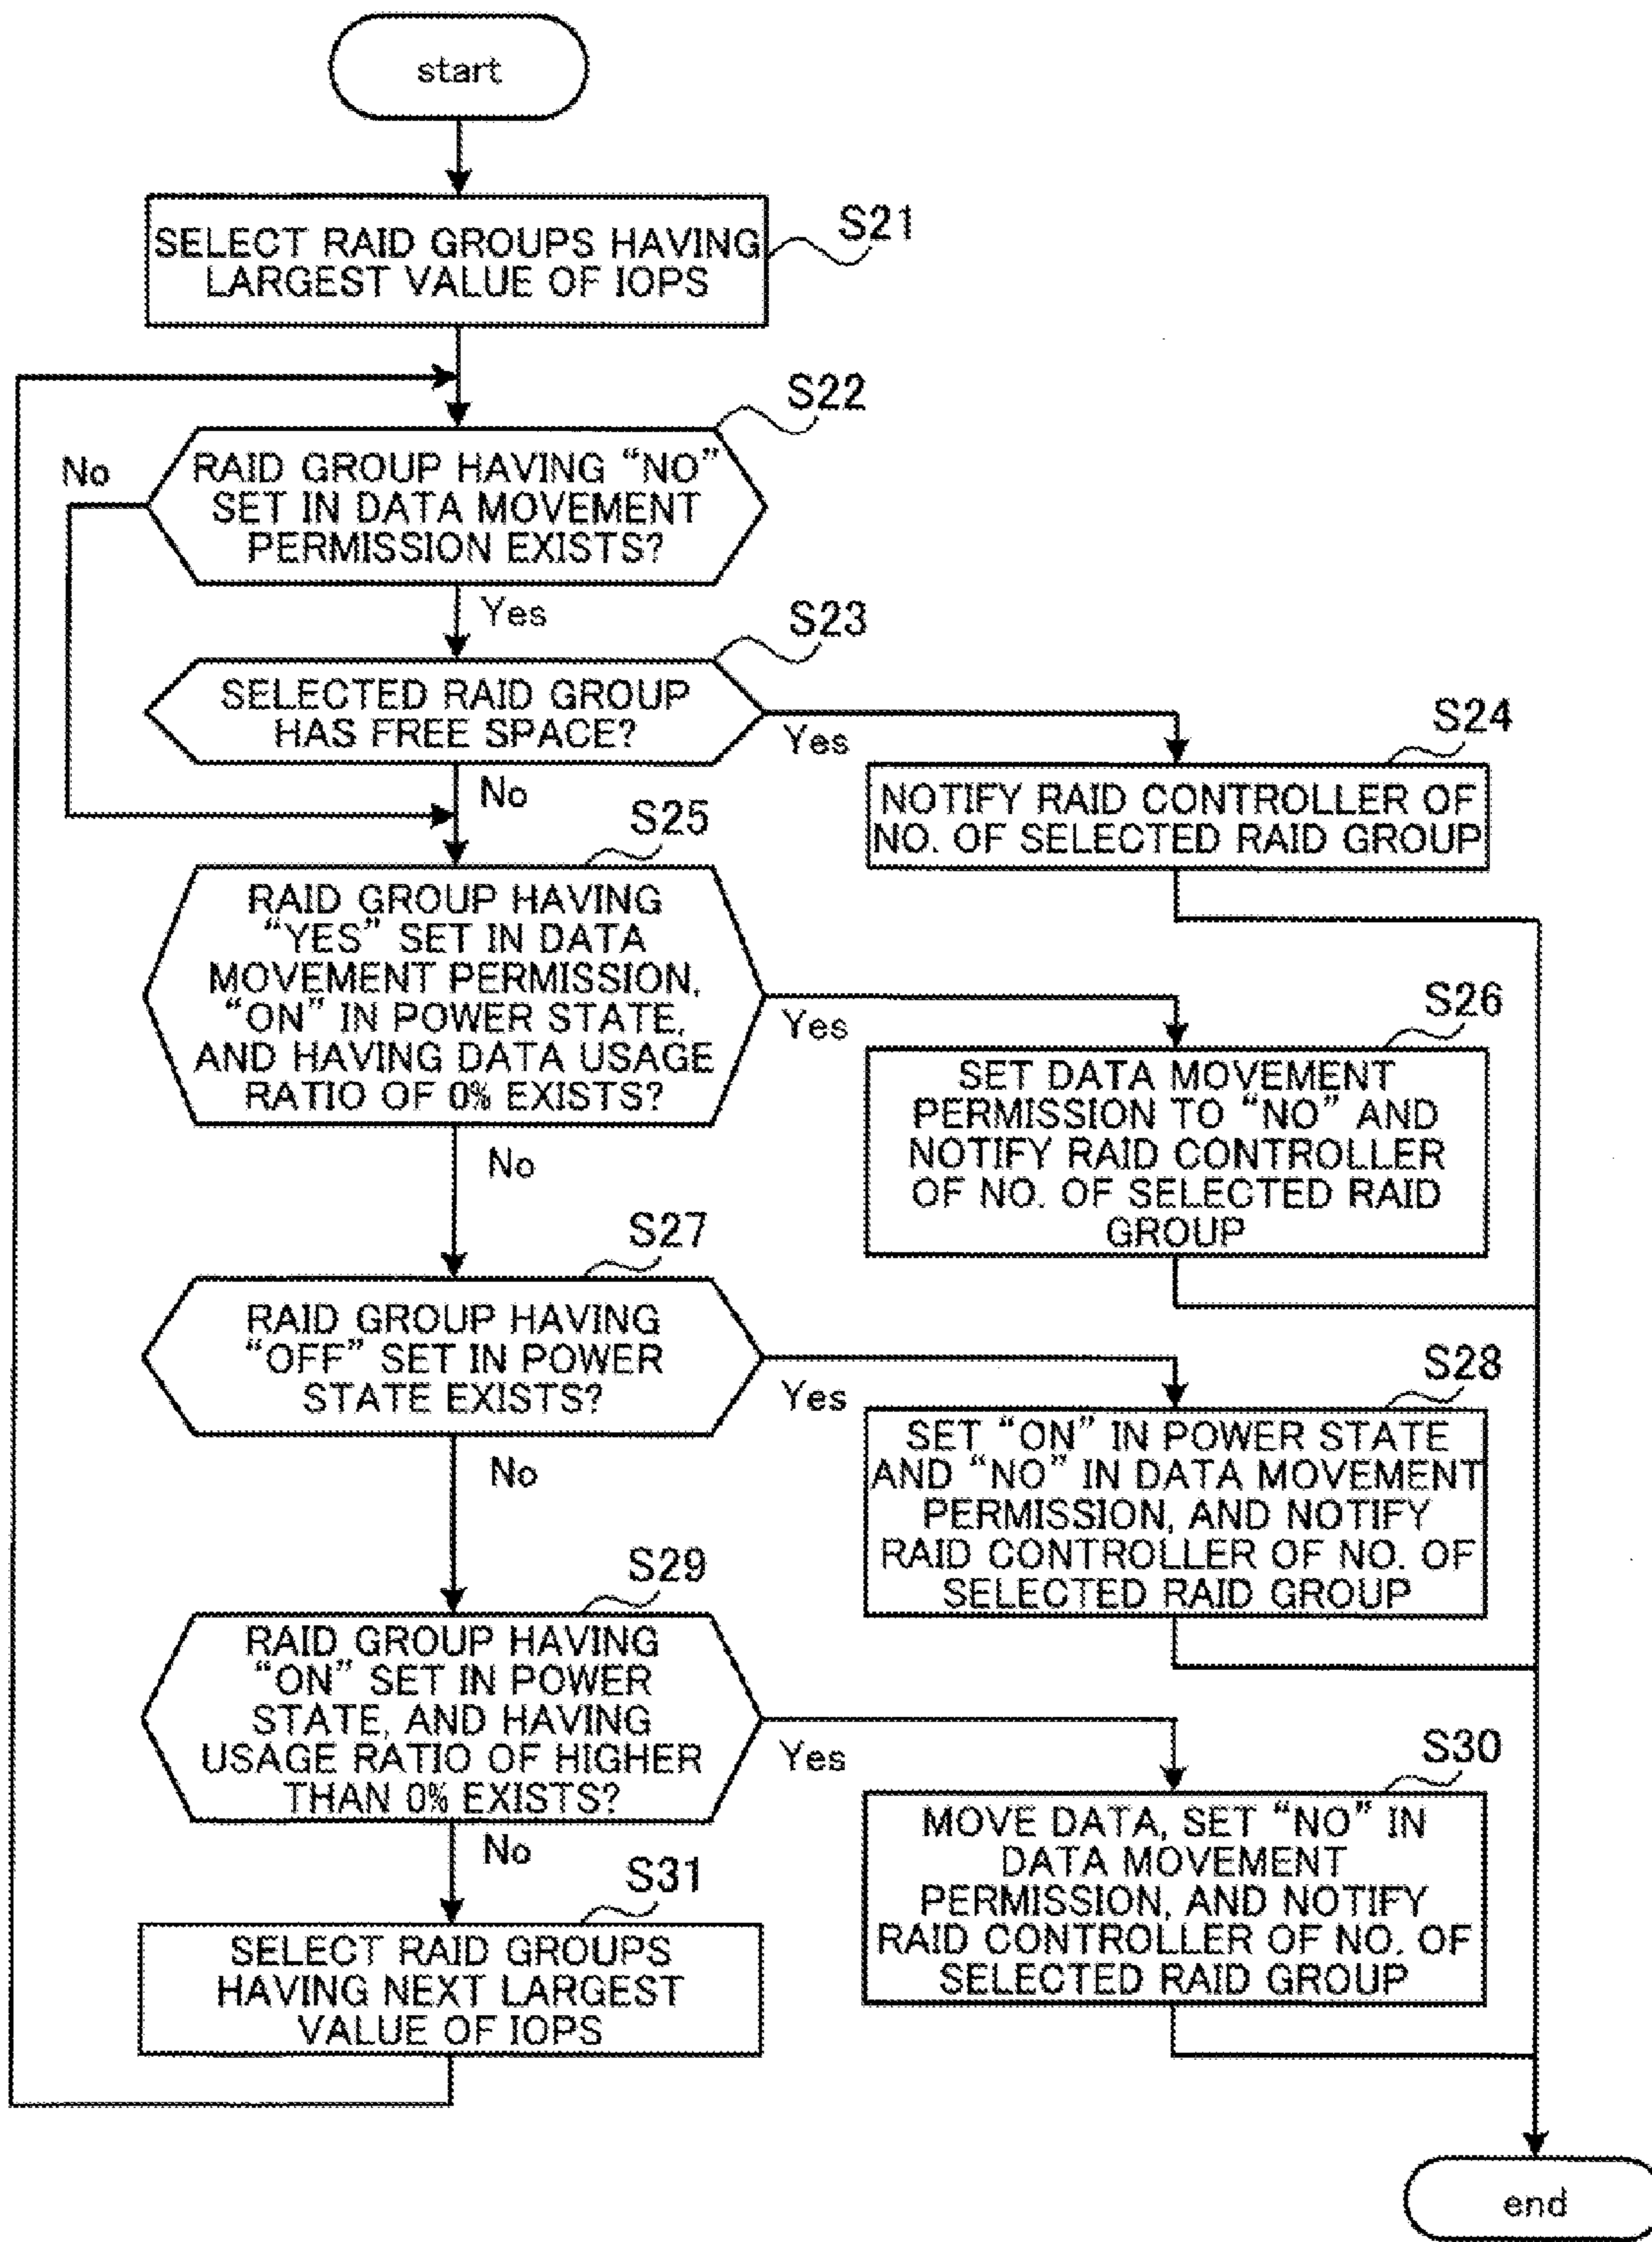 start
SELECT RAID GROUPS HAVING
LARGEST VALUE OF IOPS
S21
S22
No
RAID GROUP HAVING “NO”
SET IN DATA MOVEMENT
PERMISSION EXISTS?
Yes
S23
SELECTED RAID GROUP
HAS FREE SPACE?
Yes
No
S24
NOTIFY RAID CONTROLLER OF
NO. OF SELECTED RAID GROUP
S25
RAID GROUP HAVING
“YES” SET IN DATA
MOVEMENT PERMISSION,
“ON” IN POWER STATE,
AND HAVING DATA USAGE
RATIO OF 0% EXISTS?
Yes
No
S26
SET DATA MOVEMENT
PERMISSION TO “NO” AND
NOTIFY RAID CONTROLLER
OF NO. OF SELECTED RAID
GROUP
S27
RAID GROUP HAVING
“OFF” SET IN POWER
STATE EXISTS?
Yes
No
S28
SET “ON” IN POWER STATE
AND “NO” IN DATA MOVEMENT
PERMISSION, AND NOTIFY
RAID CONTROLLER OF NO. OF
SELECTED RAID GROUP
S29
RAID GROUP HAVING
“ON” SET IN POWER
STATE, AND HAVING
USAGE RATIO OF HIGHER
THAN 0% EXISTS?
Yes
No
S30
MOVE DATA, SET “NO” IN
DATA MOVEMENT
PERMISSION, AND NOTIFY
RAID CONTROLLER OF NO. OF
SELECTED RAID GROUP
S31
SELECT RAID GROUPS
HAVING NEXT LARGEST
VALUE OF IOPS
end